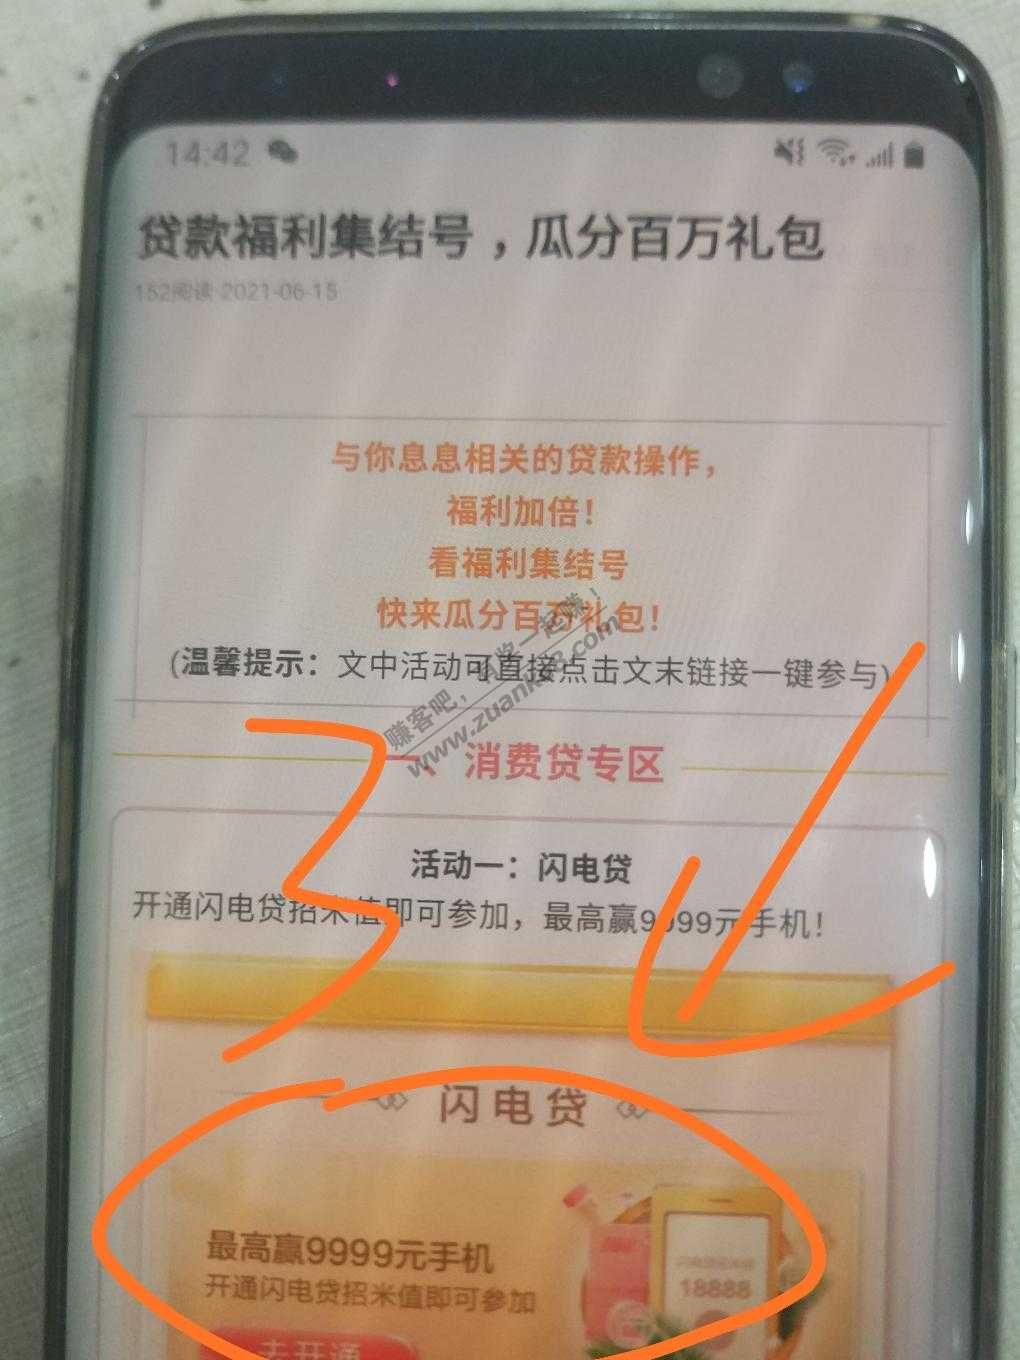 14:42
贷款福利集结号，瓜分百万礼包
152阅读 2021-06-15
与你息息相关的贷款操作，
福利加倍！
看福利集结号
快来瓜分百万礼包！
(温馨提示：文中活动可直接点击文末链接一键参与)
赚客吧，有奖一起赚！
www.zuanke8.com
一、消费贷专区
3
活动一：闪电贷
开通闪电贷招米值即可参加，最高赢9999元手机！
闪电贷
最高赢9999元手机
开通闪电贷招米值即可参加
18888
去开通